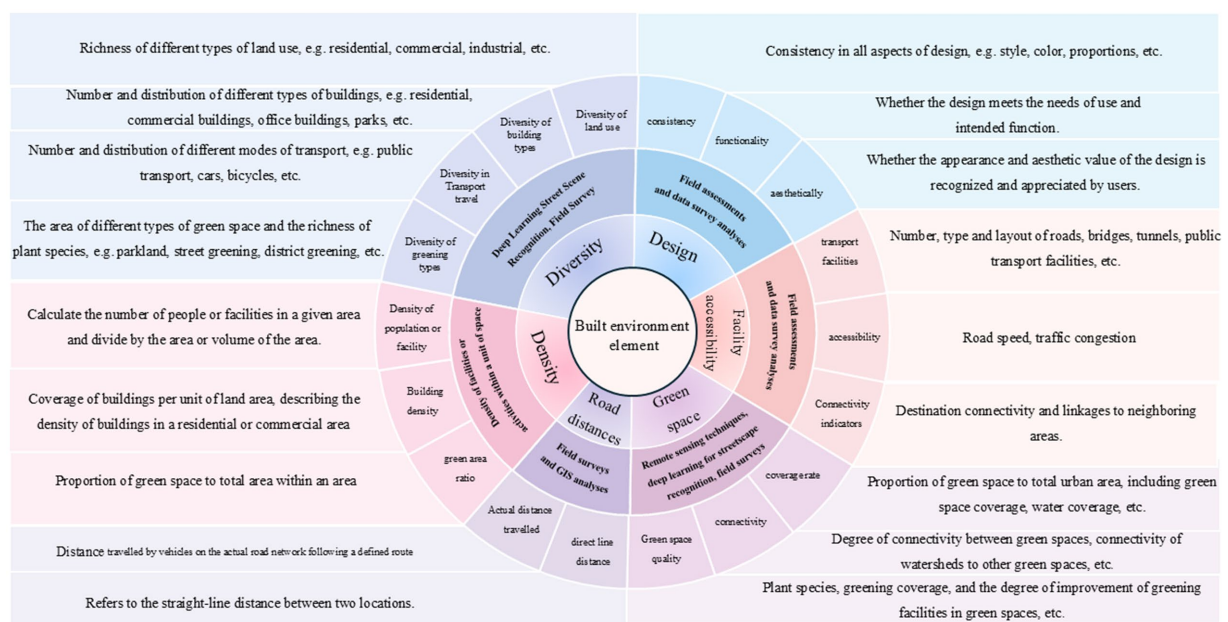 Richness of different types of land use, e.g. residential, commercial, industrial, etc.
Number and distribution of different types of buildings, e.g. residential,
commercial buildings, office buildings, parks, etc.
Number and distribution of different modes of transport, e.g. public
transport, cars, bicycles, etc.
The area of different types of green space and the richness of
plant species, e.g. parkland, street greening, district greening, etc.
Calculate the number of people or facilities in a given area
and divide by the area or volume of the area.
Coverage of buildings per unit of land area, describing the
density of buildings in a residential or commercial area
Proportion of green space to total area within an area
Distance travelled by vehicles on the actual road network following a defined route
Refers to the straight-line distance between two locations.
Diversity of
land use
Diversity of
building
types
Diversity in
Transport
travel
Diversity of
greening
types
Density of
population or
facility
Building
density
green area
ratio
Actual distance
travelled
direct line
distance
Deep Learning Street Scene
Recognition, Field Survey
Diversity
Density of facilities or
activities within a unit of space
Density
Field surveys
and GIS analyses
Road
distances
Built environment
element
Design
Field assessments
and data survey analyses
Facility
accessibility
Field assessments
and data survey analyses
Green
space
Remote sensing techniques,
deep learning for streetscape
recognition, field surveys
consistency
functionality
aesthetically
transport
facilities
accessibility
Connectivity
indicators
coverage rate
connectivity
Green space
quality
Consistency in all aspects of design, e.g. style, color, proportions, etc.
Whether the design meets the needs of use and
intended function.
Whether the appearance and aesthetic value of the design is
recognized and appreciated by users.
Number, type and layout of roads, bridges, tunnels, public
transport facilities, etc.
Road speed, traffic congestion
Destination connectivity and linkages to neighboring
areas.
Proportion of green space to total urban area, including green
space coverage, water coverage, etc.
Degree of connectivity between green spaces, connectivity of
watersheds to other green spaces, etc.
Plant species, greening coverage, and the degree of improvement of greening
facilities in green spaces, etc.